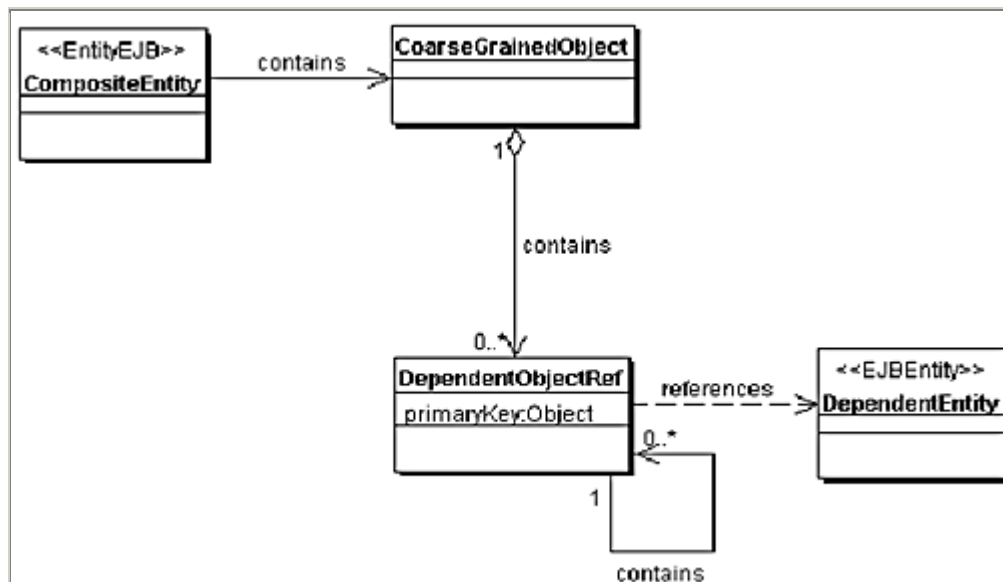 <<EntityEJB>>
CompositeEntity
contains
CoarseGrainedObject
1
contains
0..*
DependentObjectRef
primaryKey:Object
references
<<EJBEntity>>
DependentEntity
0..*
1
contains